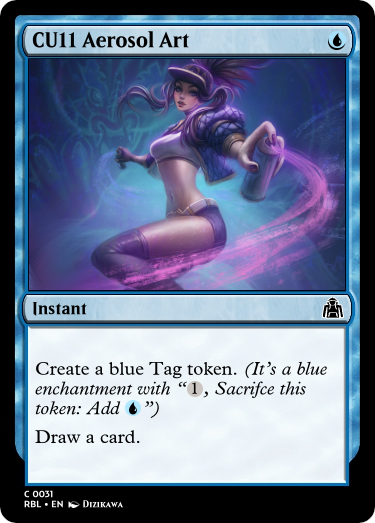 CU11 Aerosol Art
Instant
Create a blue Tag token. (It's a blue
enchantment with “1, Sacrifce this
token: Add ”)
Draw a card.
C 0031
RBL • EN Dizikawa